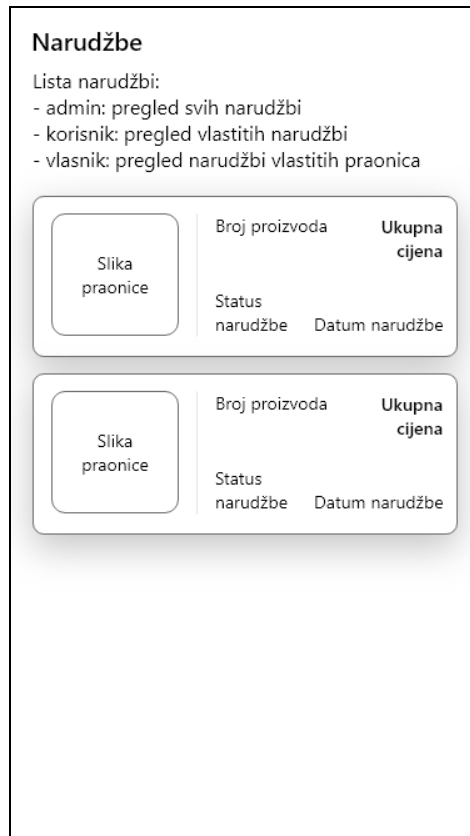 Narudžbe
Lista narudžbi:
- admin: pregled svih narudžbi
- korisnik: pregled vlastitih narudžbi
- vlasnik: pregled narudžbi vlastitih praonica
Slika
praonice
Broj proizvoda
Ukupna
cijena
Status
narudžbe
Datum narudžbe
Slika
praonice
Broj proizvoda
Ukupna
cijena
Status
narudžbe
Datum narudžbe